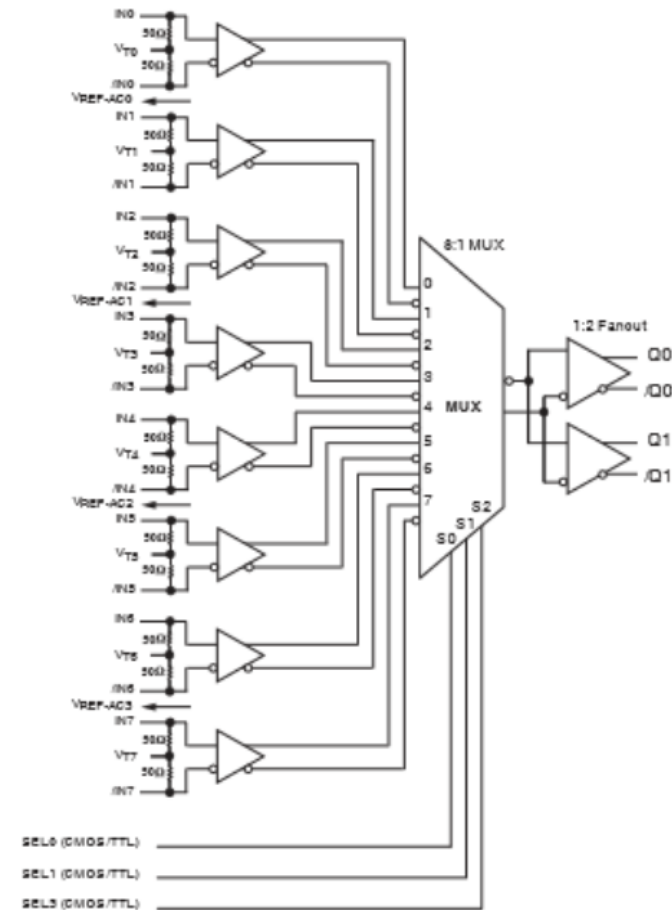 IN0
50Ω
VT0
50Ω
/IN0
VREF-AC0
IN1
50Ω
VT1
50Ω
/IN1
IN2
50Ω
VT2
50Ω
/IN2
VREF-AC1
IN3
50Ω
VT3
50Ω
/IN3
IN4
50Ω
VT4
50Ω
/IN4
VREF-AC2
IN5
50Ω
VT5
50Ω
/IN5
IN6
50Ω
VT6
50Ω
/IN6
VREF-AC3
IN7
50Ω
VT7
50Ω
/IN7
8:1 MUX
0
1
2
3
4
5
6
7
MUX
S2
S1
S0
1:2 Fanout
Q0
/Q0
Q1
/Q1
SEL0 (CMOS/TTL)
SEL1 (CMOS/TTL)
SEL3 (CMOS/TTL)